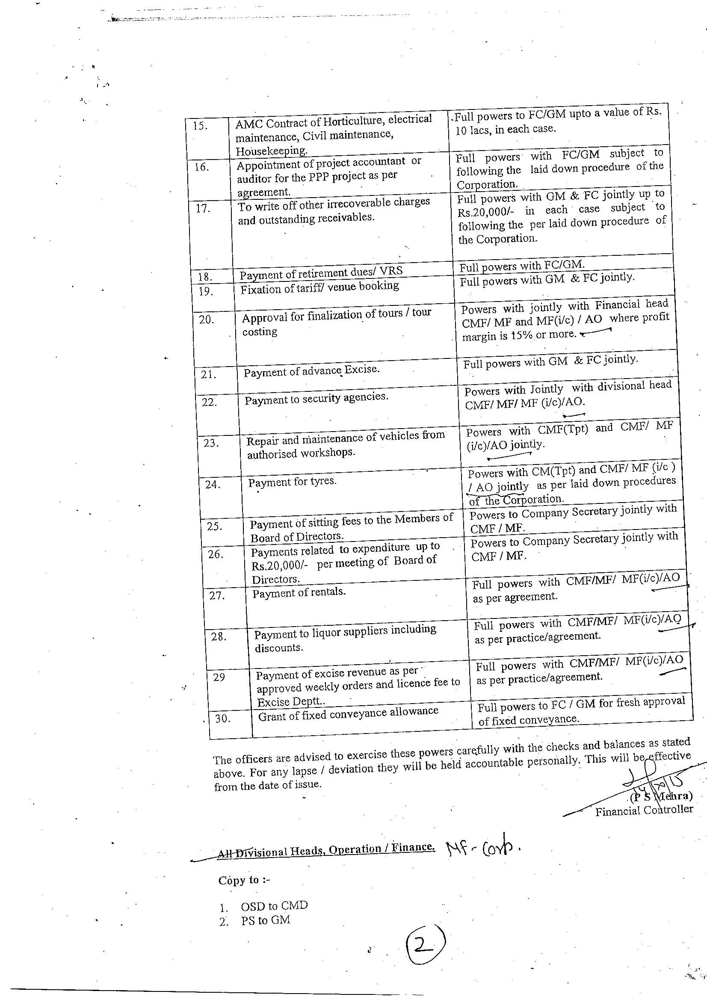 15. AMC Contract of Horticulture, electrical
maintenance, Civil maintenance,
Housekeeping.
Full powers to FC/GM upto a value of Rs.
10 lacs, in each case.
16. Appointment of project accountant or
auditor for the PPP project as per
agreement.
Full powers with FC/GM subject to
following the laid down procedure of the
Corporation.
17. To write off other irrecoverable charges
and outstanding receivables.
Full powers with GM & FC jointly up to
Rs.20,000/- in each case subject to
following the per laid down procedure of
the Corporation.
18. Payment of retirement dues/ VRS
Full powers with FC/GM.
19. Fixation of tariff/ venue booking
Full powers with GM & FC jointly.
20. Approval for finalization of tours / tour
costing
Powers with jointly with Financial head
CMF/ MF and MF(i/c) / AO where profit
margin is 15% or more.
21. Payment of advance Excise.
Full powers with GM & FC jointly.
22. Payment to security agencies.
Powers with Jointly with divisional head
CMF/ MF/ MF (i/c)/AO.
23. Repair and maintenance of vehicles from
authorised workshops.
Powers with CMF(Tpt) and CMF/ MF
(i/c)/AO jointly.
24. Payment for tyres.
Powers with CM(Tpt) and CMF/ MF (i/c )
/ AO jointly as per laid down procedures
of the Corporation.
25. Payment of sitting fees to the Members of
Board of Directors.
Powers to Company Secretary jointly with
CMF / MF.
26. Payments related to expenditure up to
Rs.20,000/- per meeting of Board of
Directors.
Powers to Company Secretary jointly with
CMF / MF.
27. Payment of rentals.
Full powers with CMF/MF/ MF(i/c)/AO
as per agreement.
28. Payment to liquor suppliers including
discounts.
Full powers with CMF/MF/ MF(i/c)/AO
as per practice/agreement.
29 Payment of excise revenue as per
approved weekly orders and licence fee to
Excise Deptt..
Full powers with CMF/MF/ MF(i/c)/AO
as per practice/agreement.
30. Grant of fixed conveyance allowance
Full powers to FC / GM for fresh approval
of fixed conveyance.
The officers are advised to exercise these powers carefully with the checks and balances as stated
above. For any lapse / deviation they will be held accountable personally. This will be effective
from the date of issue.
(P S Mehra)
Financial Controller
All Divisional Heads, Operation / Finance. MF - Corp.
Copy to :-
1. OSD to CMD
2. PS to GM
2